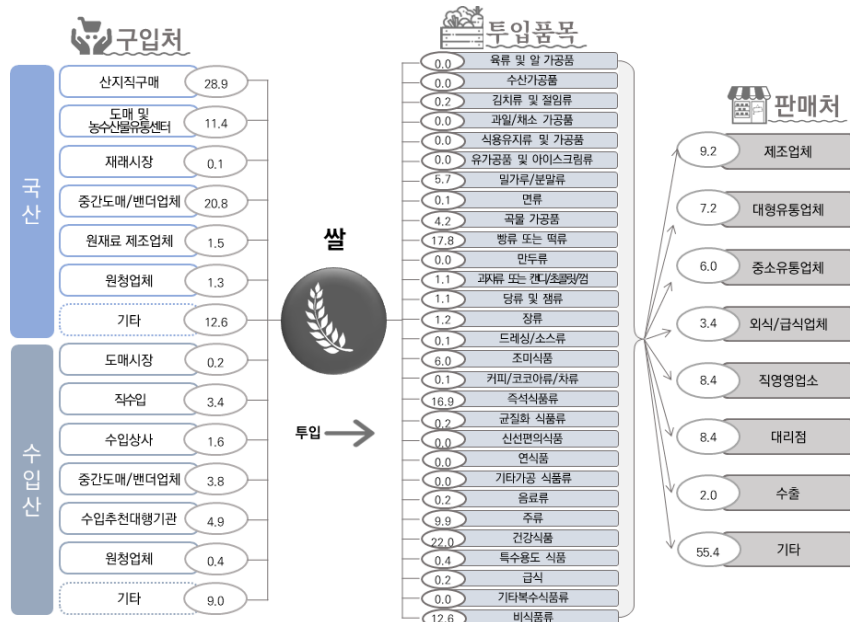 구입처
국산
산지직구매 28.9
도매 및
농수산물유통센터 11.4
재래시장 0.1
중간도매/밴더업체 20.8
원재료 제조업체 1.5
원청업체 1.3
기타 12.6
수입산
도매시장 0.2
직수입 3.4
수입상사 1.6
중간도매/밴더업체 3.8
수입추천대행기관 4.9
원청업체 0.4
기타 9.0
쌀
투입
투입품목
0.0 육류 및 알 가공품
0.0 수산가공품
0.2 김치류 및 절임류
0.0 과일/채소 가공품
0.0 식용유지류 및 가공품
0.0 유가공품 및 아이스크림류
5.7 밀가루/분말류
0.1 면류
4.2 곡물 가공품
17.8 빵류 또는 떡류
0.0 만두류
1.1 과자류 또는 캔디/초콜릿/껌
1.1 당류 및 잼류
1.2 장류
0.1 드레싱/소스류
6.0 조미식품
0.1 커피/코코아류/차류
16.9 즉석식품류
0.2 균질화 식품류
0.0 신선편의식품
0.0 연식품
0.0 기타가공 식품류
0.2 음료류
9.9 주류
22.0 건강식품
0.4 특수용도 식품
0.2 급식
0.0 기타복수식품류
12.6 비식품류
판매처
9.2 제조업체
7.2 대형유통업체
6.0 중소유통업체
3.4 외식/급식업체
8.4 직영영업소
8.4 대리점
2.0 수출
55.4 기타